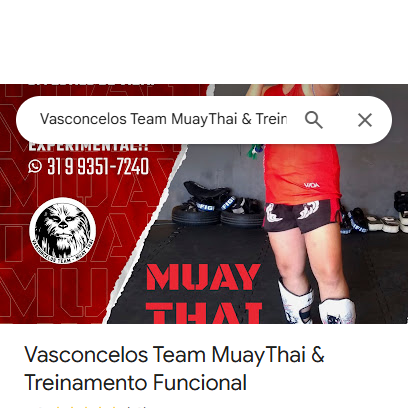 Vasconcelos Team MuayThai & Trein
EXPERIMENTAL!!
31 9 9351-7240
VASCONCELOS TEAM - MUAY THAI
MUAY
THAI
Vasconcelos Team MuayThai &
Treinamento Funcional